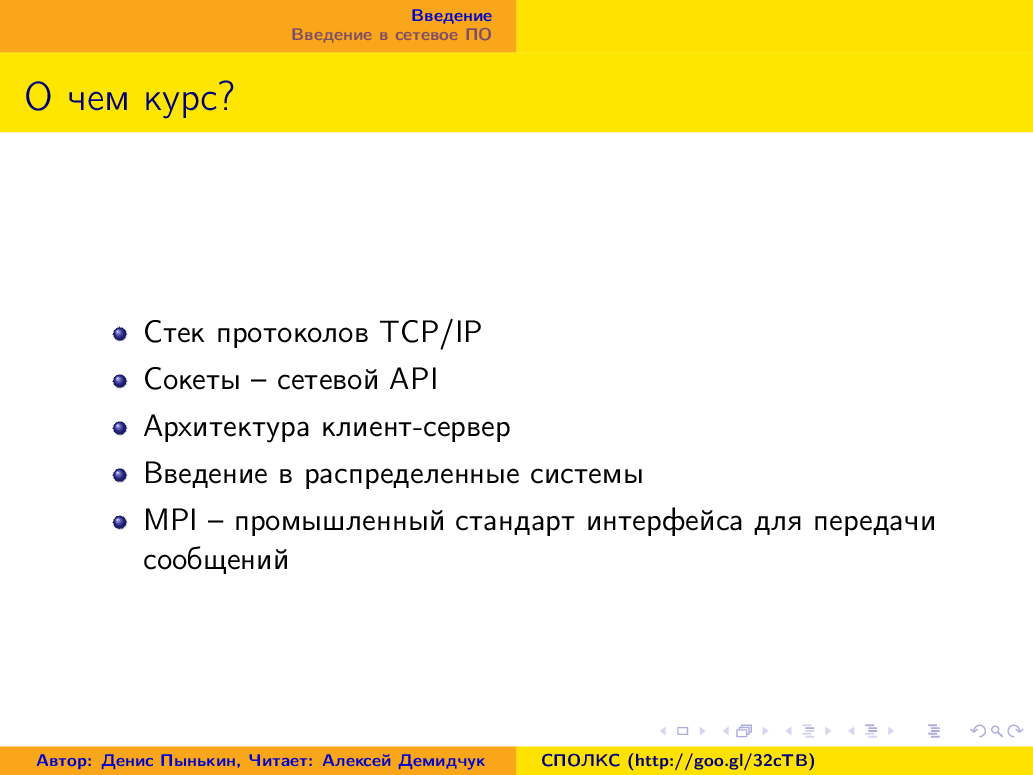 Введение
Введение в сетевое ПО
О чем курс?
Стек протоколов TCP/IP
Сокеты – сетевой API
Архитектура клиент-сервер
Введение в распределенные системы
MPI – промышленный стандарт интерфейса для передачи
сообщений
Автор: Денис Пынькин, Читает: Алексей Демидчук
СПОЛКС (http://goo.gl/32cTB)